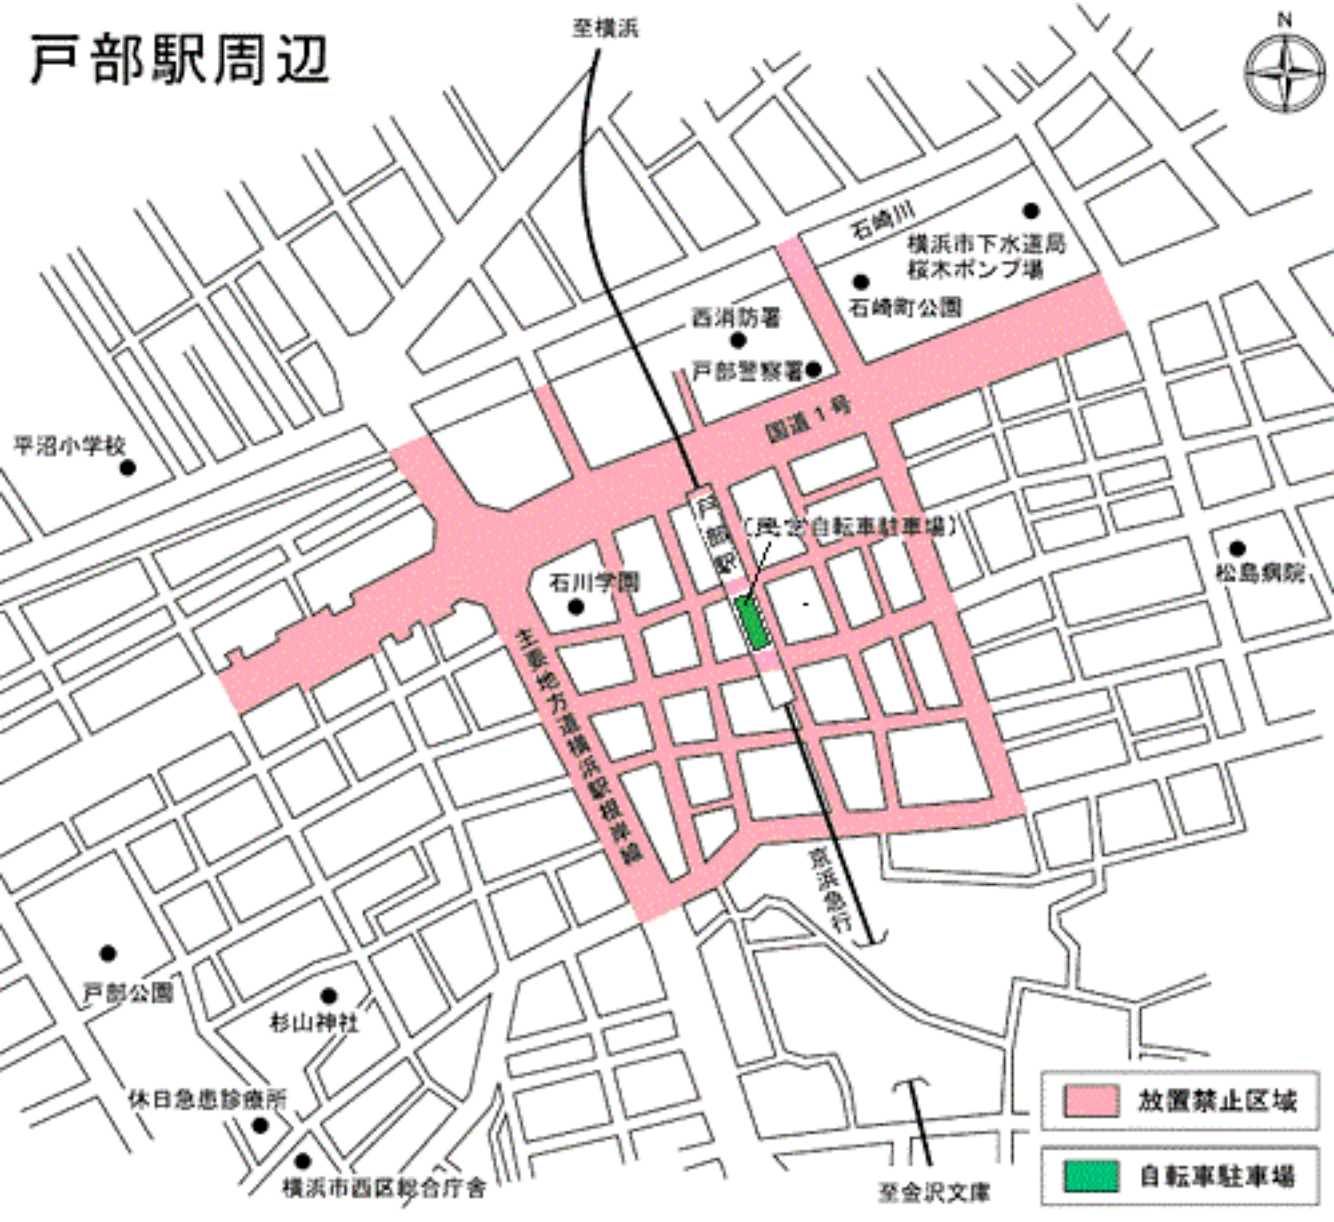 戸部駅周辺
至横浜
N
石崎川
横浜市下水道局
桜木ポンプ場
石崎町公園
西消防署
戸部警察署
国道1号
平沼小学校
戸部駅
(民営自転車駐車場)
石川学園
松島病院
主要地方道横浜駅根岸線
京浜急行
戸部公園
杉山神社
休日急患診療所
横浜市西区総合庁舎
至金沢文庫
放置禁止区域
自転車駐車場